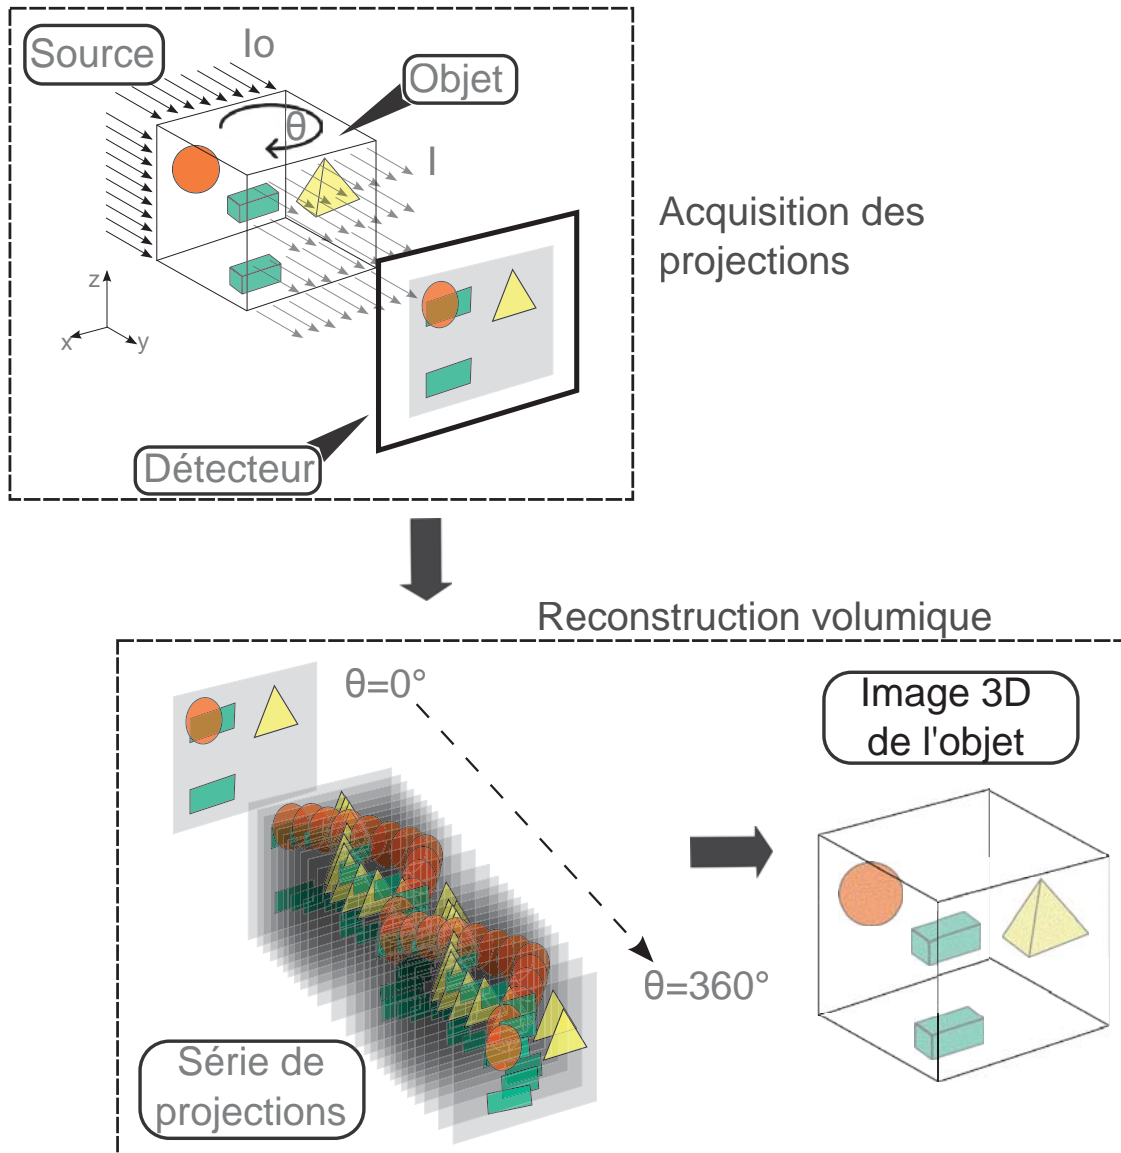 Source
Io
Objet
θ
I
Acquisition des
projections
z
x
y
Détecteur
Reconstruction volumique
θ=0°
Image 3D
de l'objet
θ=360°
Série de
projections